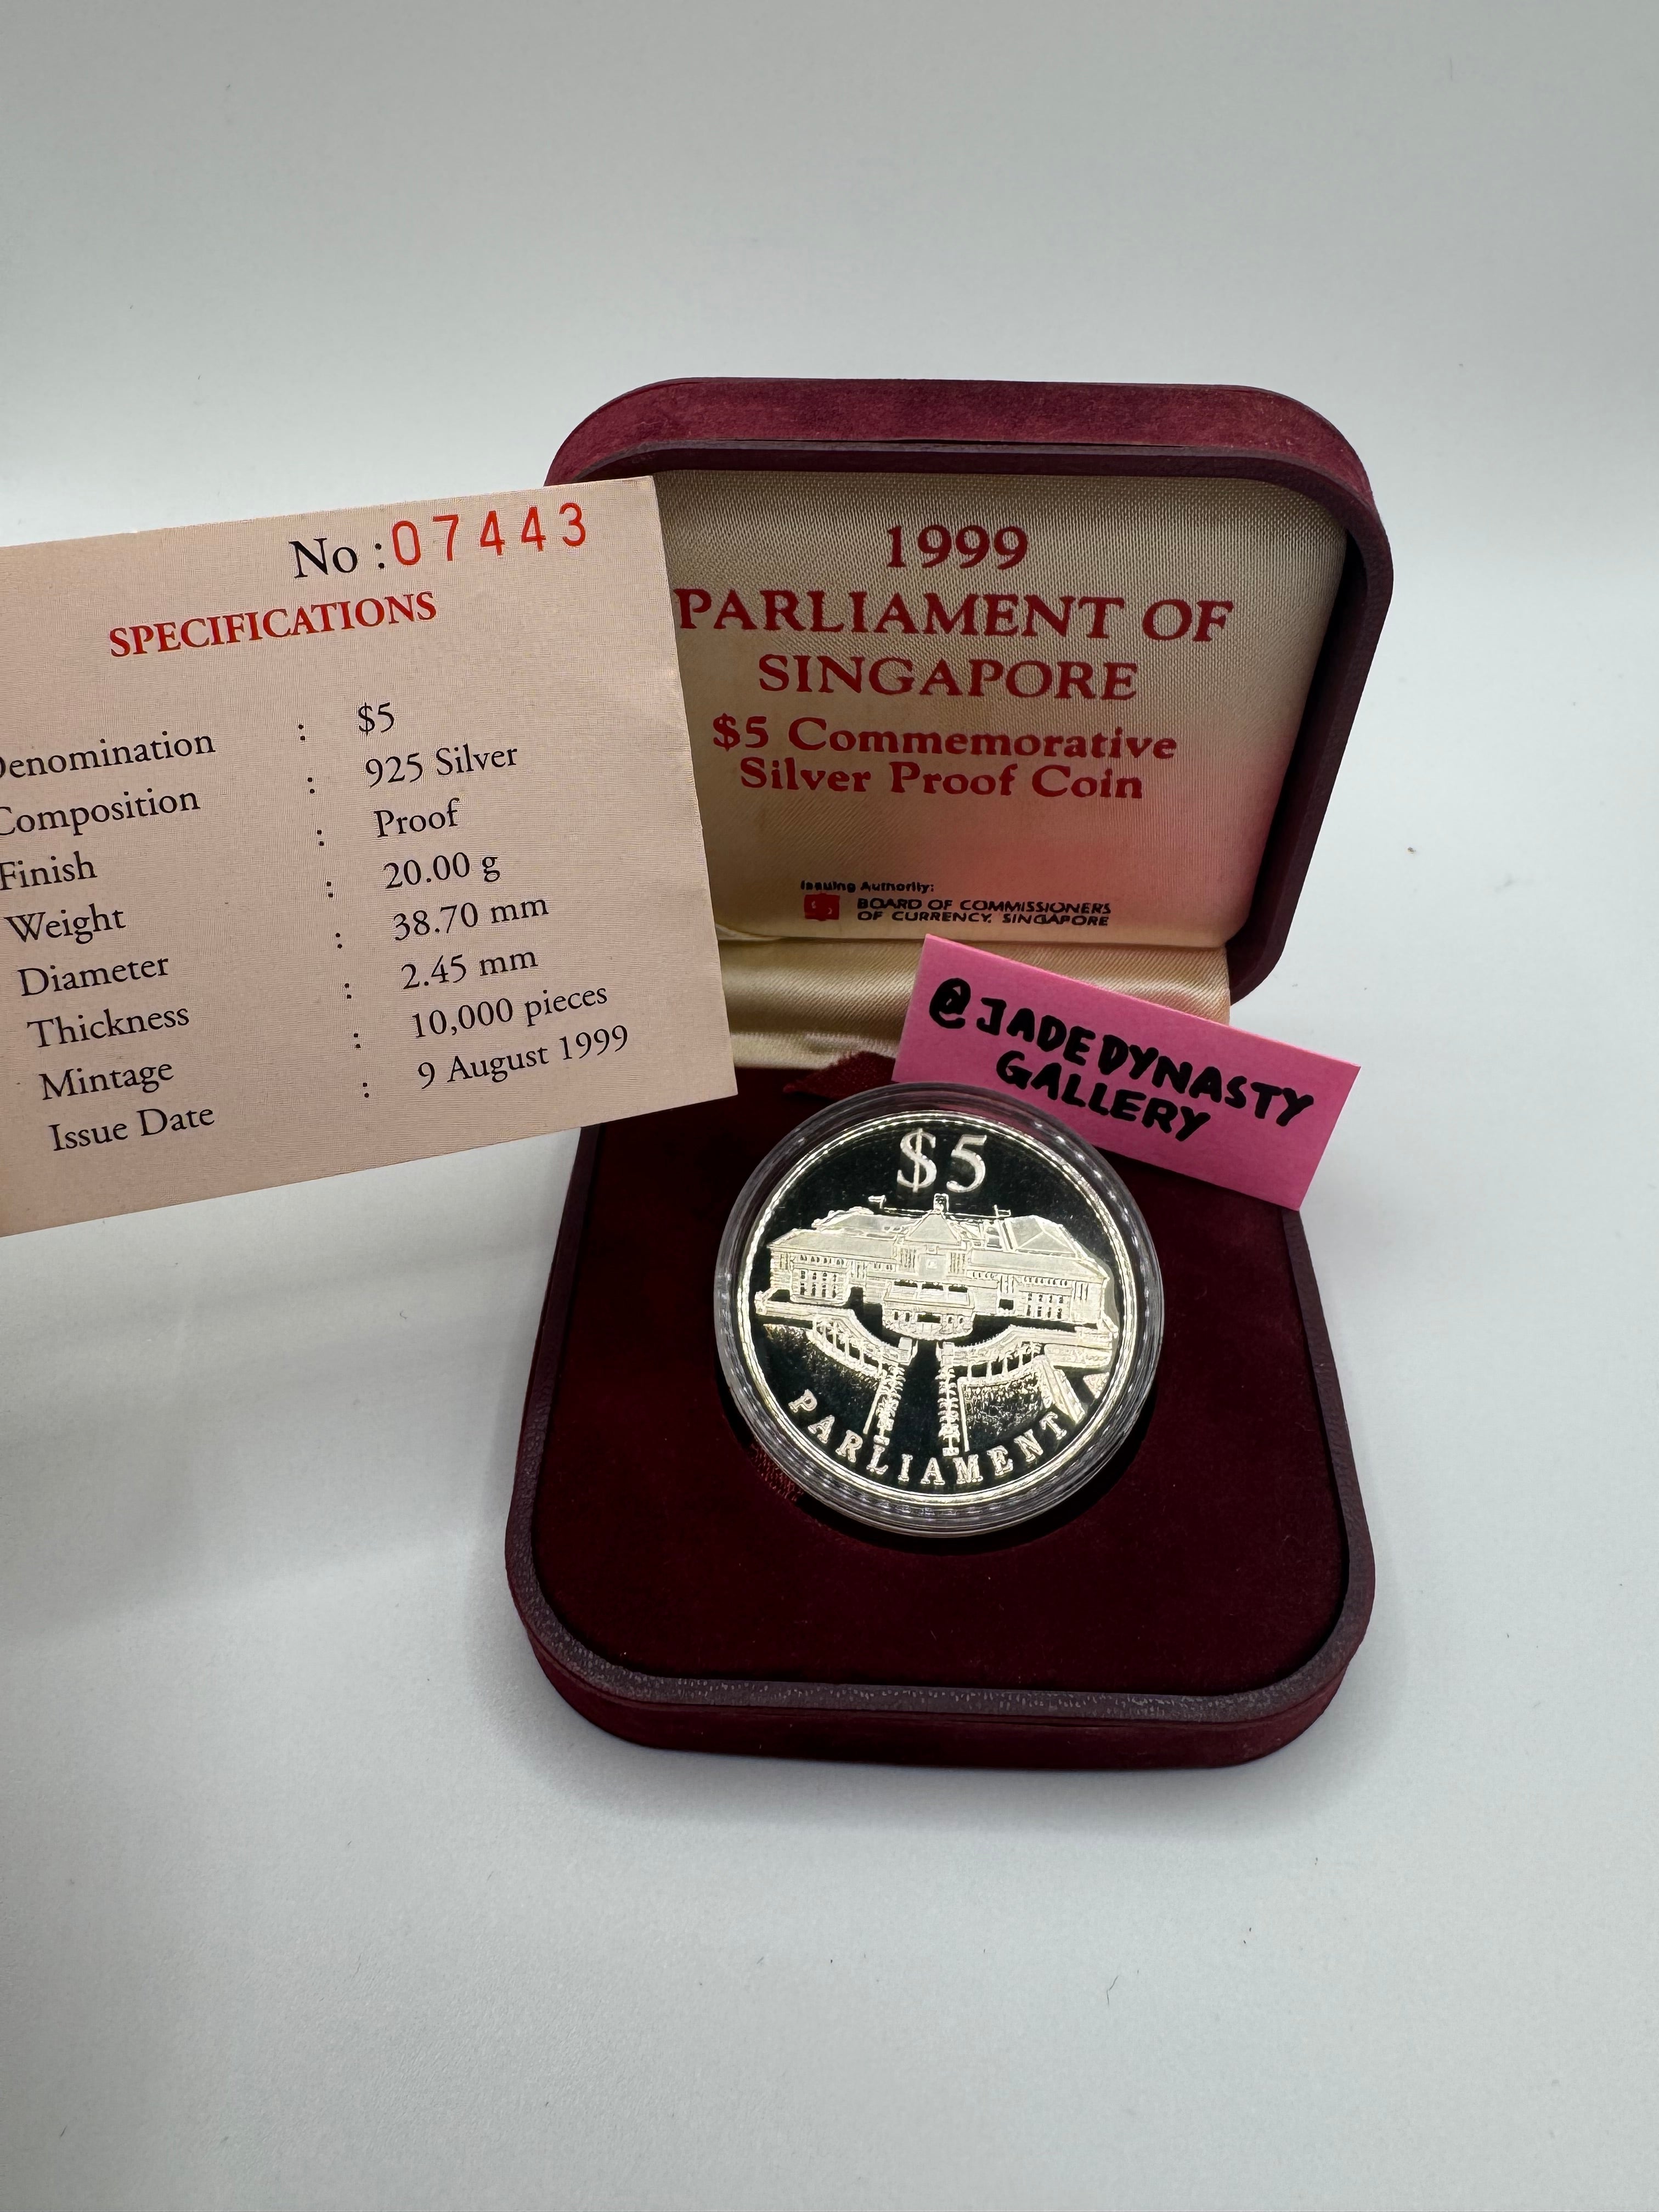 No : 07443
SPECIFICATIONS
Denomination : $5
Composition : 925 Silver
Finish : Proof
Weight : 20.00 g
Diameter : 38.70 mm
Thickness : 2.45 mm
Mintage : 10,000 pieces
Issue Date : 9 August 1999
1999
PARLIAMENT OF
SINGAPORE
$5 Commemorative
Silver Proof Coin
Issuing Authority:
BOARD OF COMMISSIONERS
OF CURRENCY, SINGAPORE
@JADEDYNASTY
GALLERY
$5
PARLIAMENT